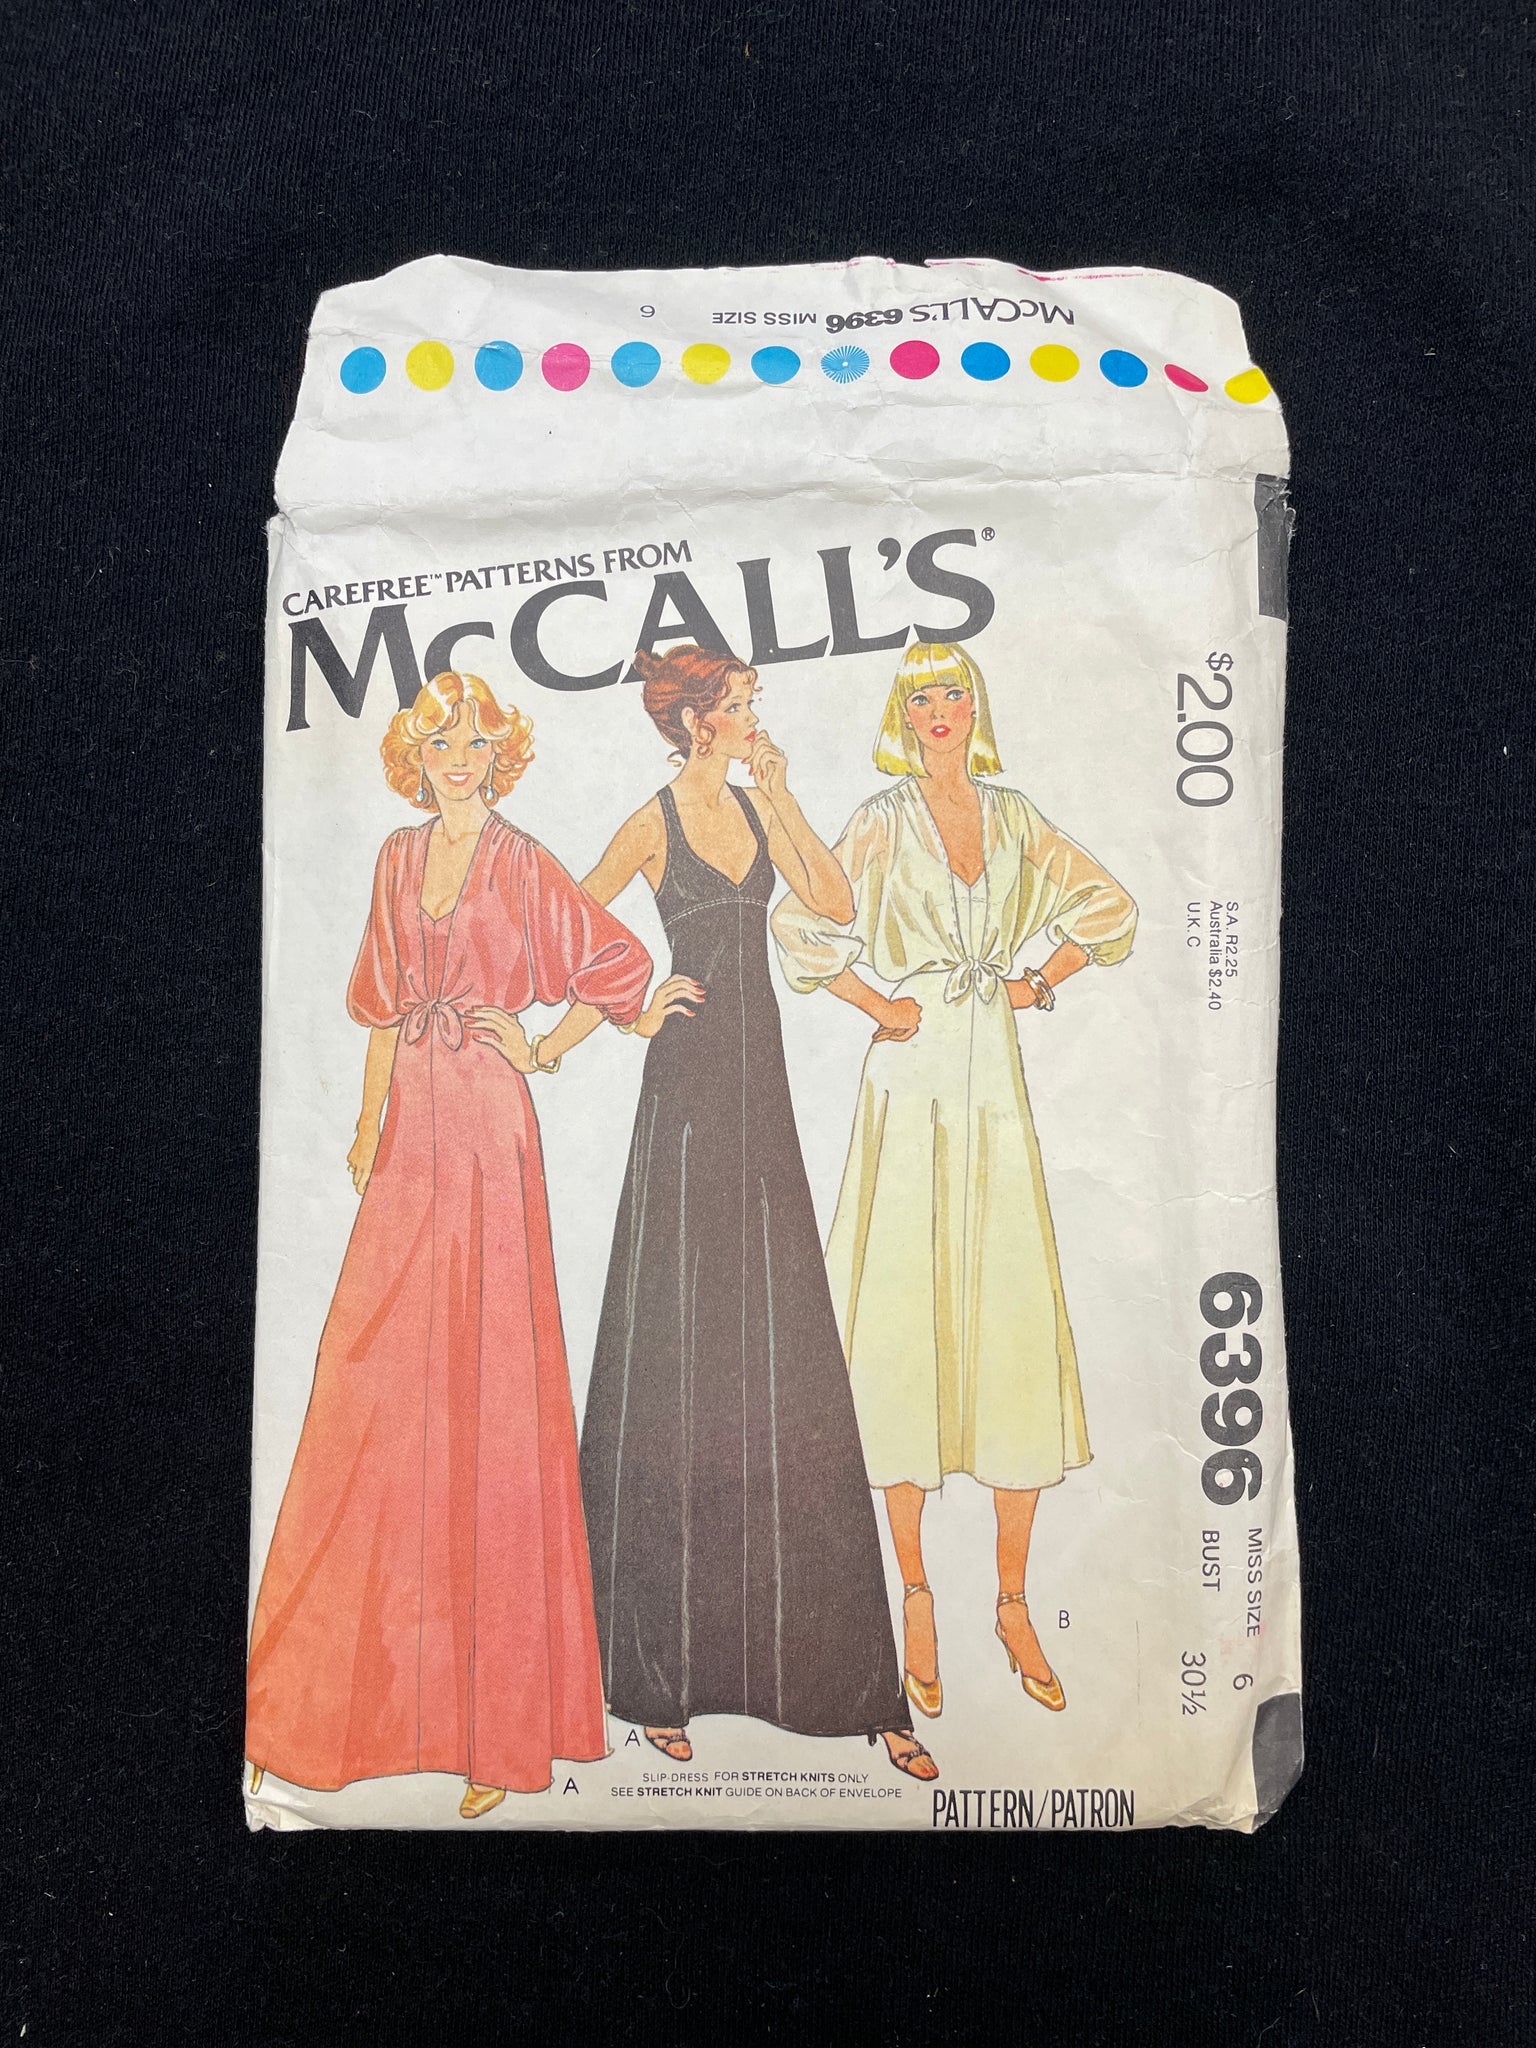 McCALL'S 6396 MISS SIZE 6
CAREFREE™ PATTERNS FROM
McCALL'S®
$2.00
S.A. R2.25
Australia $2.40
U.K. C
6396
MISS SIZE 6
BUST 30½
B
A
A
SLIP-DRESS FOR STRETCH KNITS ONLY
SEE STRETCH KNIT GUIDE ON BACK OF ENVELOPE
PATTERN/PATRON